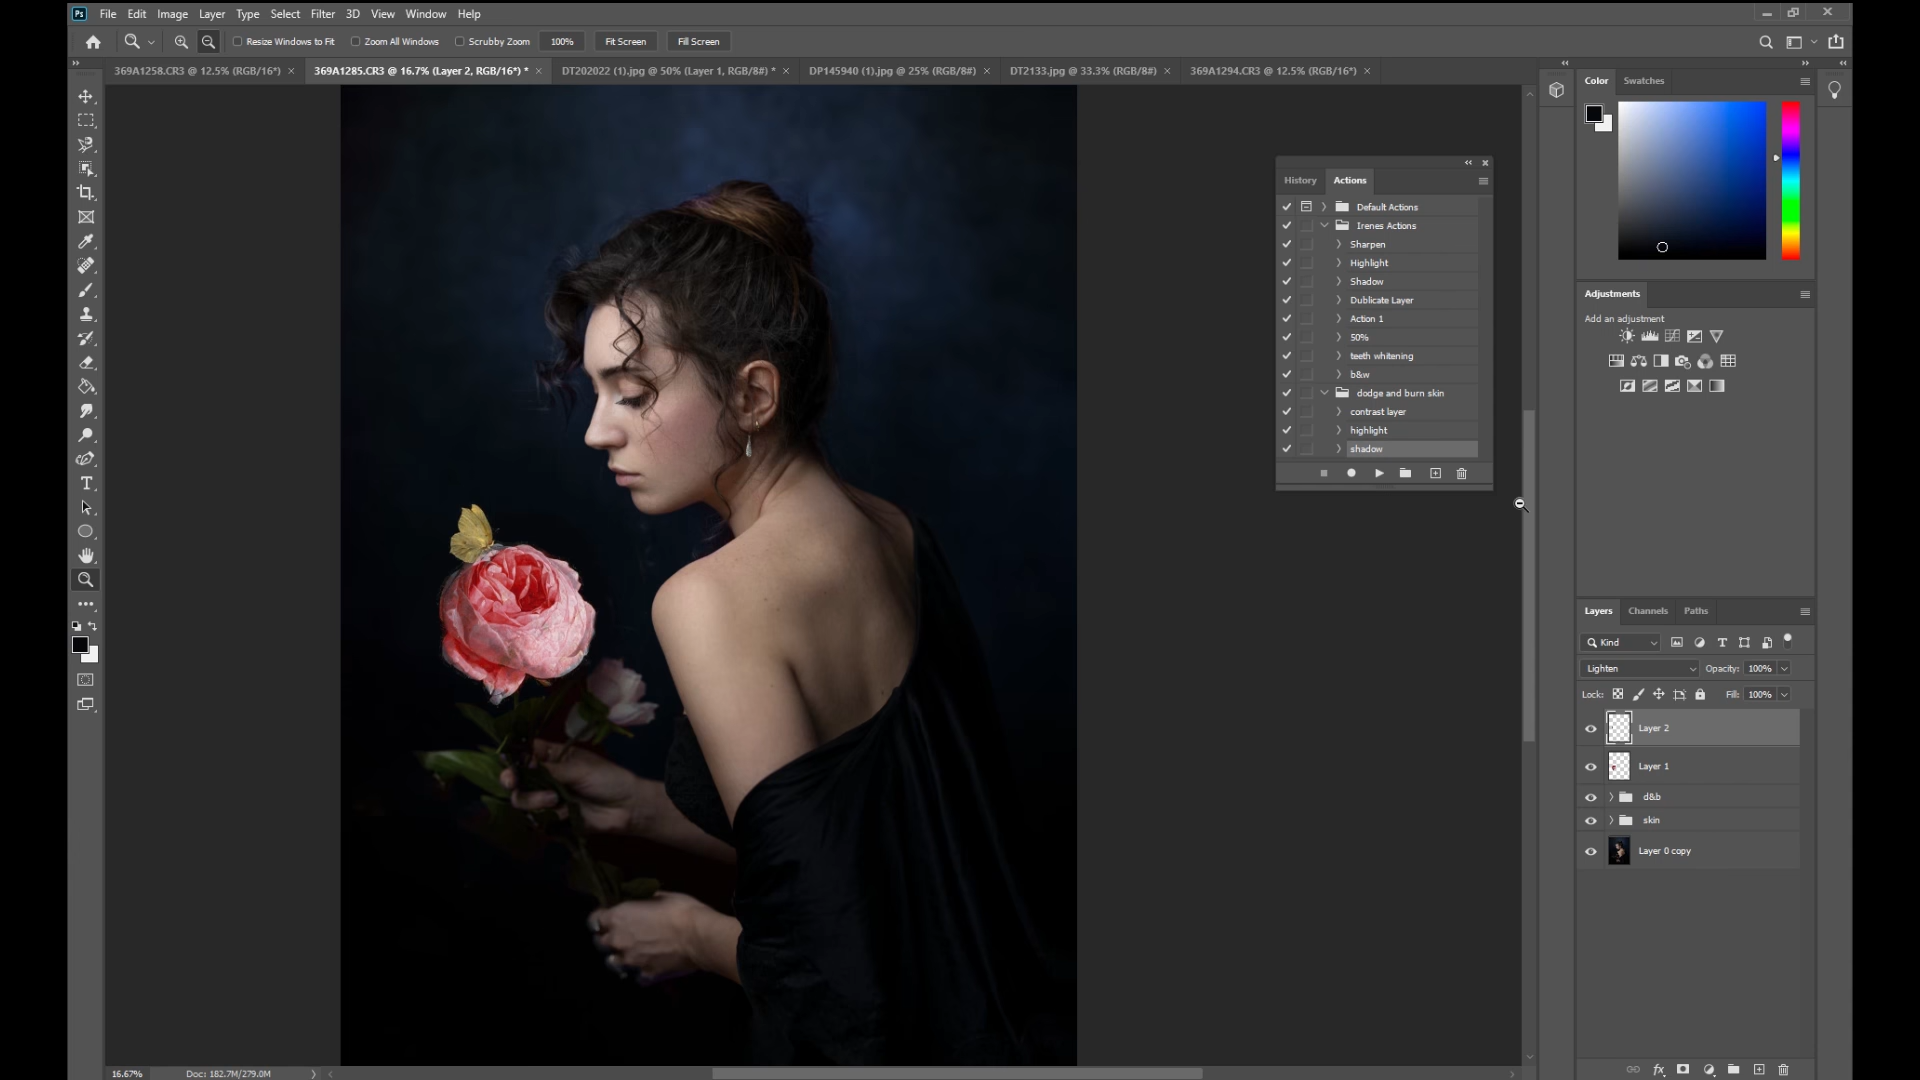 Ps File Edit Image Layer Type Select Filter 3D View Window Help
Resize Windows to Fit Zoom All Windows Scrubby Zoom 100% Fit Screen Fill Screen
369A1258.CR3 @ 12.5% (RGB/16*) × 369A1285.CR3 @ 16.7% (Layer 2, RGB/16*) * × DT202022 (1).jpg @ 50% (Layer 1, RGB/8#) * × DP145940 (1).jpg @ 25% (RGB/8#) × DT2133.jpg @ 33.3% (RGB/8#) × 369A1294.CR3 @ 12.5% (RGB/16*) ×
Color Swatches
History Actions
Default Actions
Irenes Actions
Sharpen
Highlight
Shadow
Dublicate Layer
Action 1
50%
teeth whitening
b&w
dodge and burn skin
contrast layer
highlight
shadow
Adjustments
Add an adjustment
Layers Channels Paths
Kind
Lighten Opacity: 100%
Lock: Fill: 100%
Layer 2
Layer 1
d&b
skin
Layer 0 copy
16.67% Doc: 182.7M/279.0M